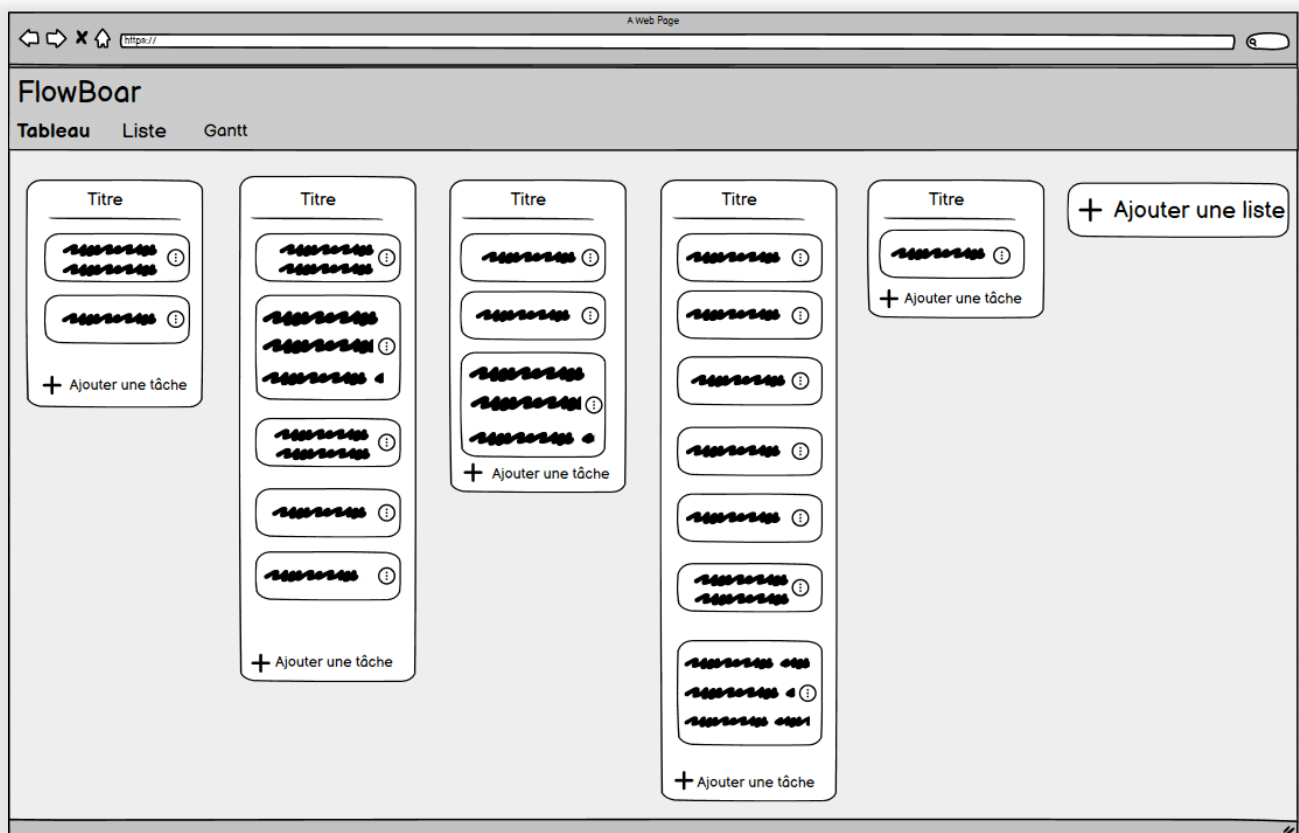 A Web Page
https://
FlowBoar
Tableau Liste Gantt
Titre
Ajouter une tâche
Titre
Ajouter une tâche
Titre
Ajouter une tâche
Titre
Ajouter une tâche
Titre
Ajouter une tâche
Ajouter une liste